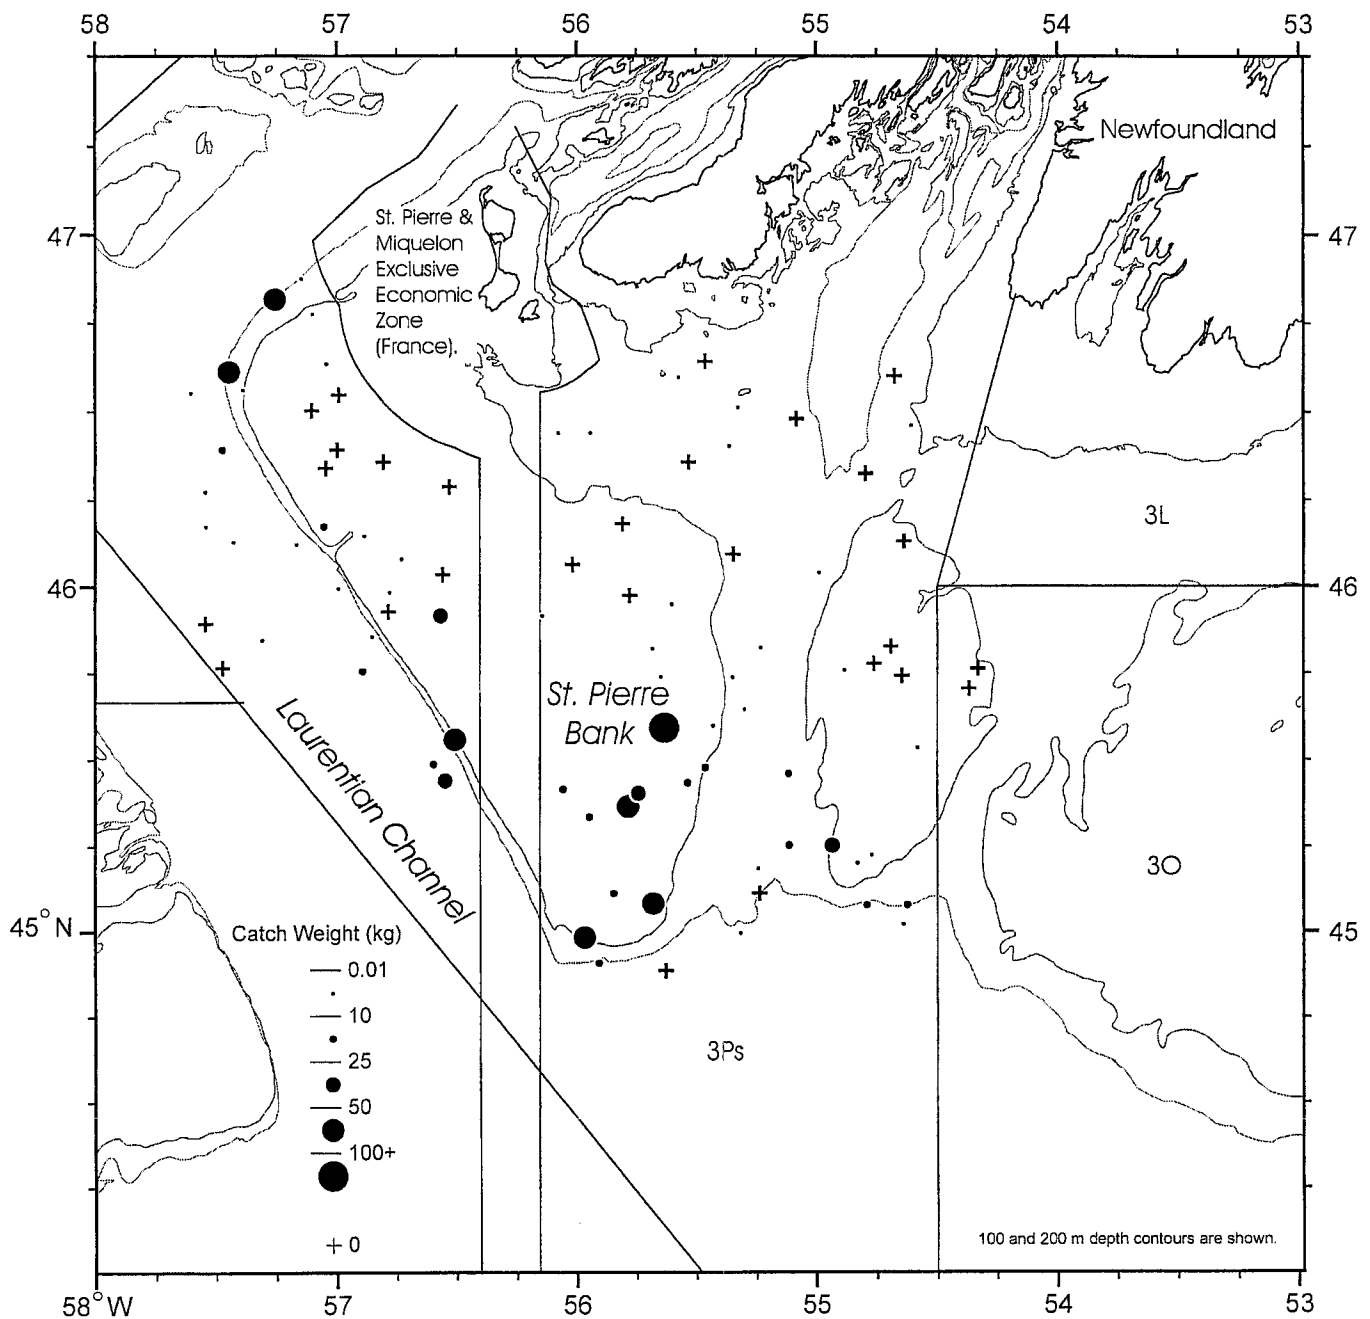 58 57 56 55 54 53
Newfoundland
47
St. Pierre &
Miquelon
Exclusive
Economic
Zone
(France).
47
3L
46
46
St. Pierre
Bank
Laurentian Channel
3O
45°N
45
Catch Weight (kg)
0.01
10
25
50
100+
+ 0
3Ps
100 and 200 m depth contours are shown.
58°W 57 56 55 54 53